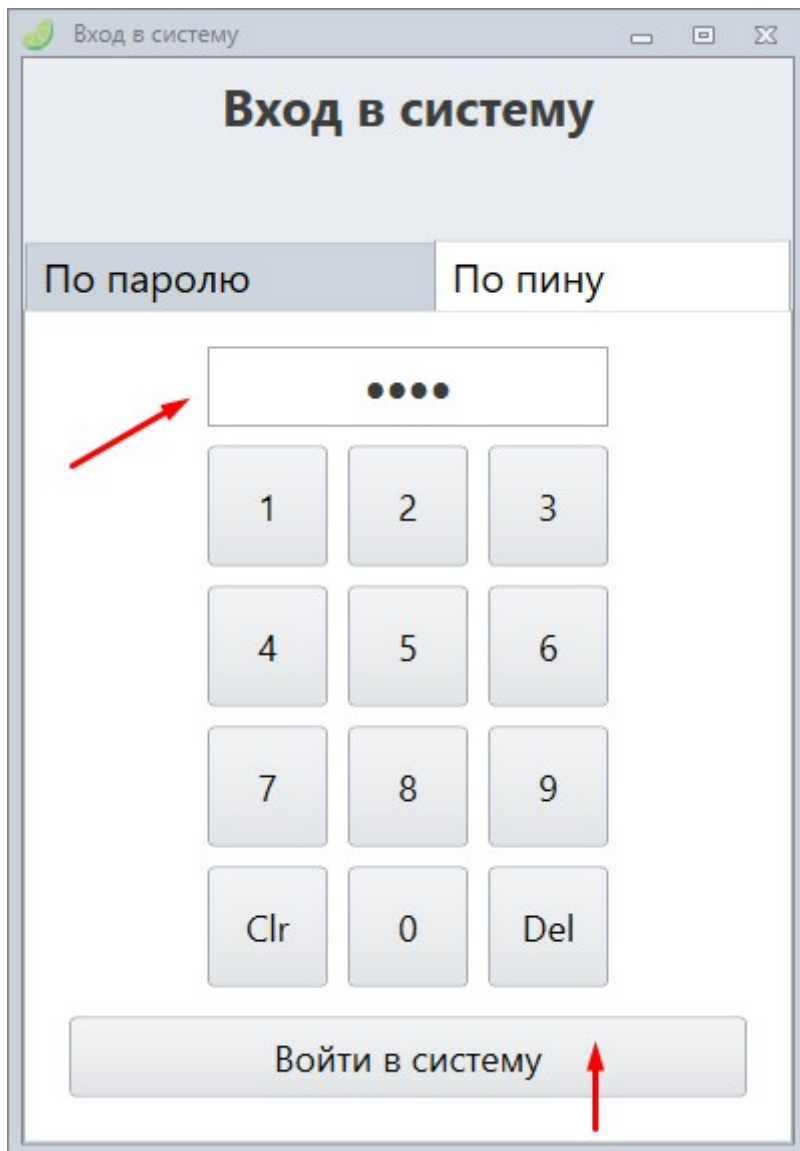 Вход в систему
Вход в систему
По паролю По пину
••••
1 2 3
4 5 6
7 8 9
Clr 0 Del
Войти в систему